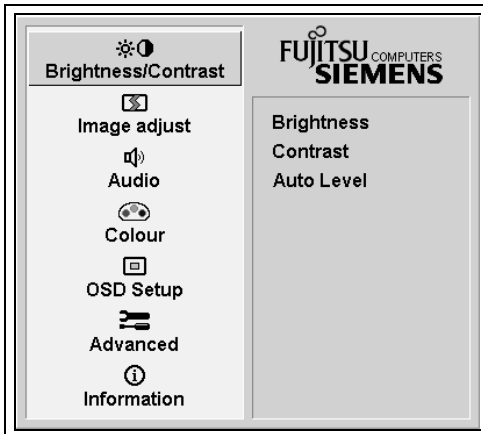 Brightness/Contrast
Image adjust
Audio
Colour
OSD Setup
Advanced
Information
FUJITSU COMPUTERS
SIEMENS
Brightness
Contrast
Auto Level